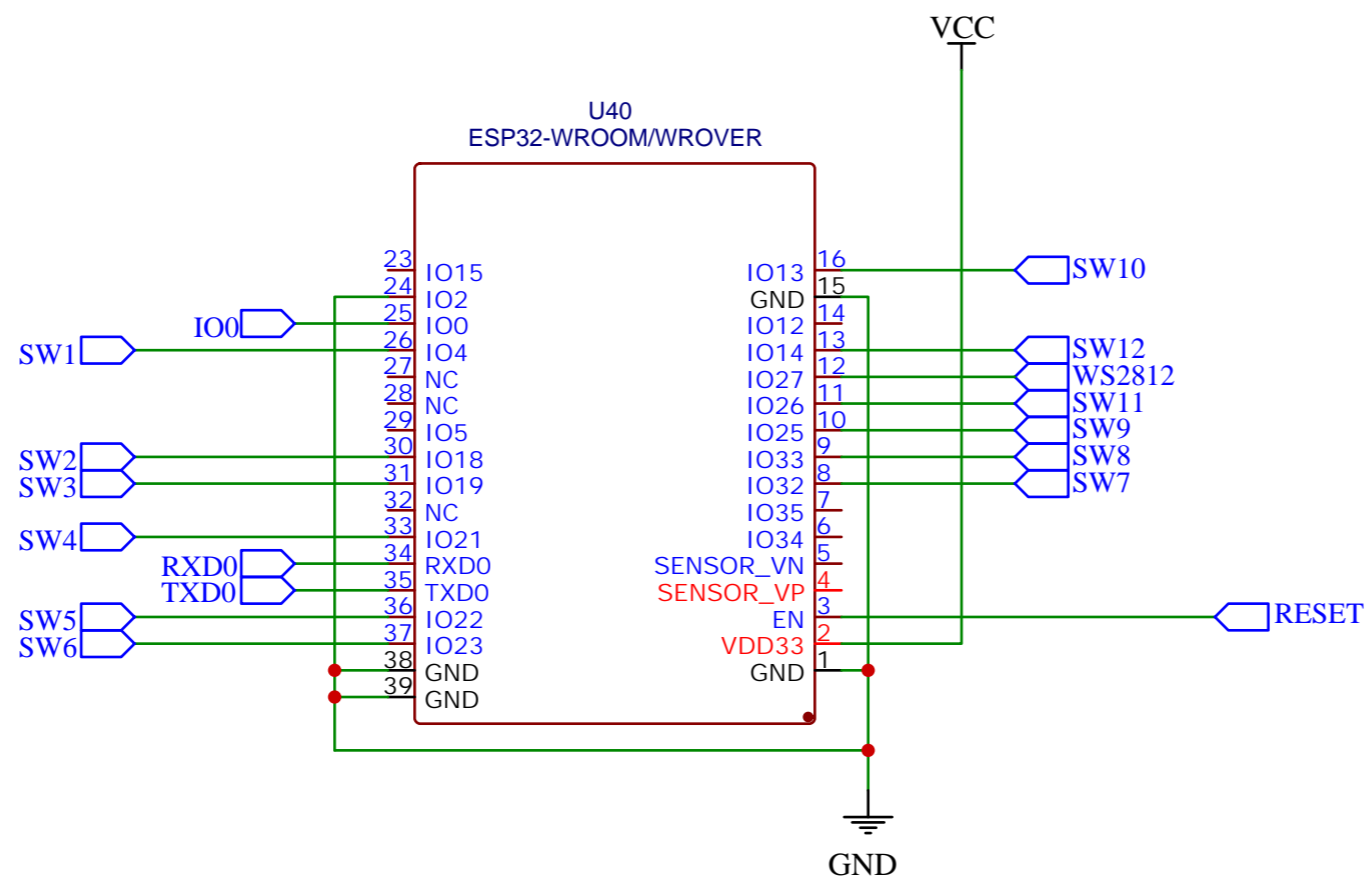 VCC
U40
ESP32-WROOM/WROVER
23 IO15
24 IO2
IO0 25 IO0
SW1 26 IO4
27 NC
28 NC
29 IO5
SW2 30 IO18
SW3 31 IO19
32 NC
SW4 33 IO21
RXD0 34 RXD0
TXD0 35 TXD0
SW5 36 IO22
SW6 37 IO23
38 GND
39 GND
IO13 16 SW10
GND 15
IO12 14
IO14 13 SW12
IO27 12 WS2812
IO26 11 SW11
IO25 10 SW9
IO33 9 SW8
IO32 8 SW7
IO35 7
IO34 6
SENSOR_VN 5
SENSOR_VP 4
EN 3 RESET
VDD33 2
GND 1
GND